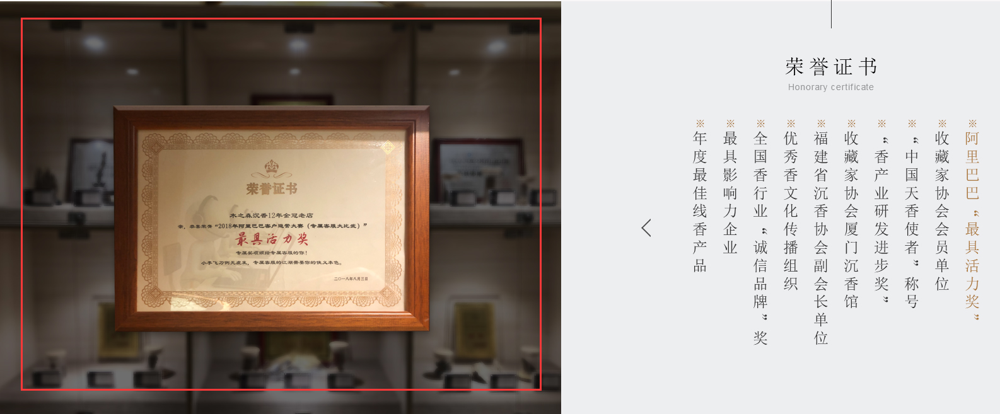 荣誉证书
木之森沉香12年金冠老店
亲，恭喜荣膺“2018年阿里巴巴客户运营大赛（专属客服大比武）”
最具活力奖
专属奖项颁给专属客服的你！
小李飞刀例无虚发，专属客服的江湖需要你的侠义本色。
二〇一八年八月三日
荣誉证书
Honorary certificate
※阿里巴巴“最具活力奖”
※收藏家协会会员单位
※“中国天香使者”称号
※“香产业研发进步奖”
※收藏家协会厦门沉香馆
※福建省沉香协会副会长单位
※优秀香文化传播组织
※全国香行业“诚信品牌”奖
※最具影响力企业
※年度最佳线香产品